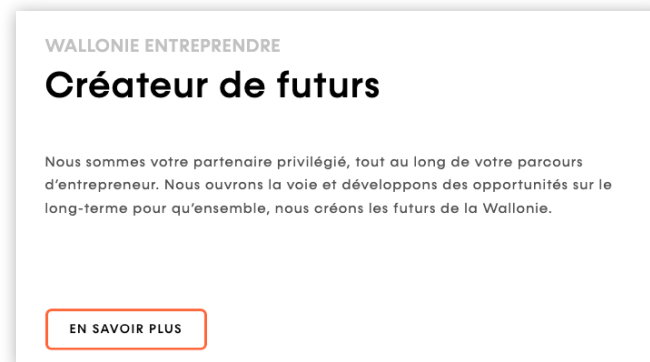 WALLONIE ENTREPRENDRE
Créateur de futurs
Nous sommes votre partenaire privilégié, tout au long de votre parcours
d'entrepreneur. Nous ouvrons la voie et développons des opportunités sur le
long-terme pour qu'ensemble, nous créons les futurs de la Wallonie.
EN SAVOIR PLUS